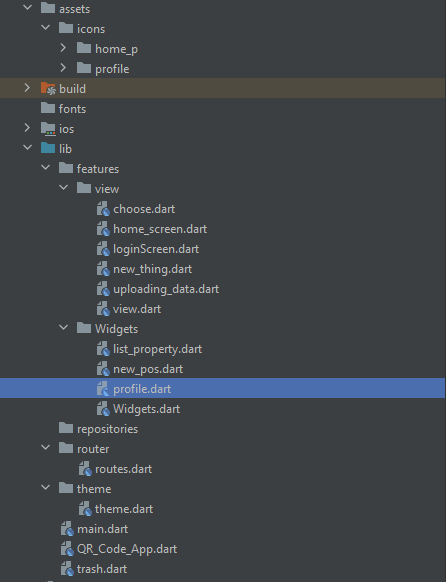 assets
icons
home_p
profile
build
fonts
ios
lib
features
view
choose.dart
home_screen.dart
loginScreen.dart
new_thing.dart
uploading_data.dart
view.dart
Widgets
list_property.dart
new_pos.dart
profile.dart
Widgets.dart
repositories
router
routes.dart
theme
theme.dart
main.dart
QR_Code_App.dart
trash.dart